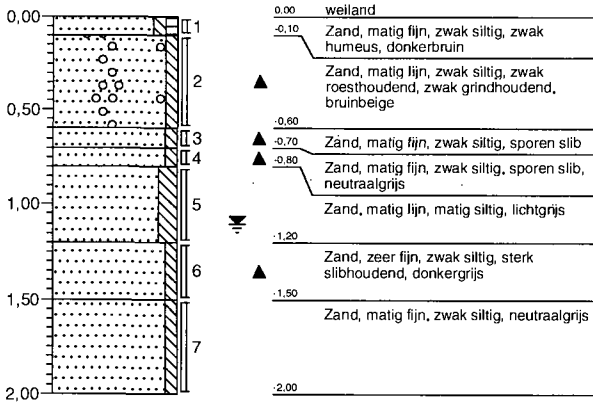 0,00
0,50
1,00
1,50
2,00
1
2
3
4
5
6
7
0,00
weiland
-0,10
Zand, matig fijn, zwak siltig, zwak
humeus, donkerbruin
Zand, matig lijn, zwak siltig, zwak
roesthoudend, zwak grindhoudend,
bruinbeige
-0,60
Zand, matig fijn, zwak siltig, sporen slib
-0,70
-0,80
Zand, matig fijn, zwak siltig, sporen slib,
neutraalgrijs
Zand, matig lijn, matig siltig, lichtgrijs
-1,20
Zand, zeer fijn, zwak siltig, sterk
slibhoudend, donkergrijs
-1,50
Zand, matig fijn, zwak siltig, neutraalgrijs
-2,00